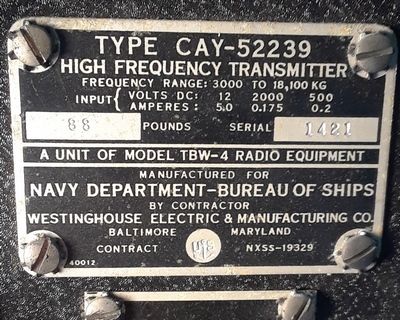 TYPE CAY-52239
HIGH FREQUENCY TRANSMITTER
FREQUENCY RANGE: 3000 TO 18,100 KG
INPUT { VOLTS DC: 12 2000 500
AMPERES: 5.0 0.175 0.2
88 POUNDS SERIAL 1421
A UNIT OF MODEL TBW-4 RADIO EQUIPMENT
MANUFACTURED FOR
NAVY DEPARTMENT-BUREAU OF SHIPS
BY CONTRACTOR
WESTINGHOUSE ELECTRIC & MANUFACTURING CO.
BALTIMORE MARYLAND
CONTRACT NXSS-19329
40012